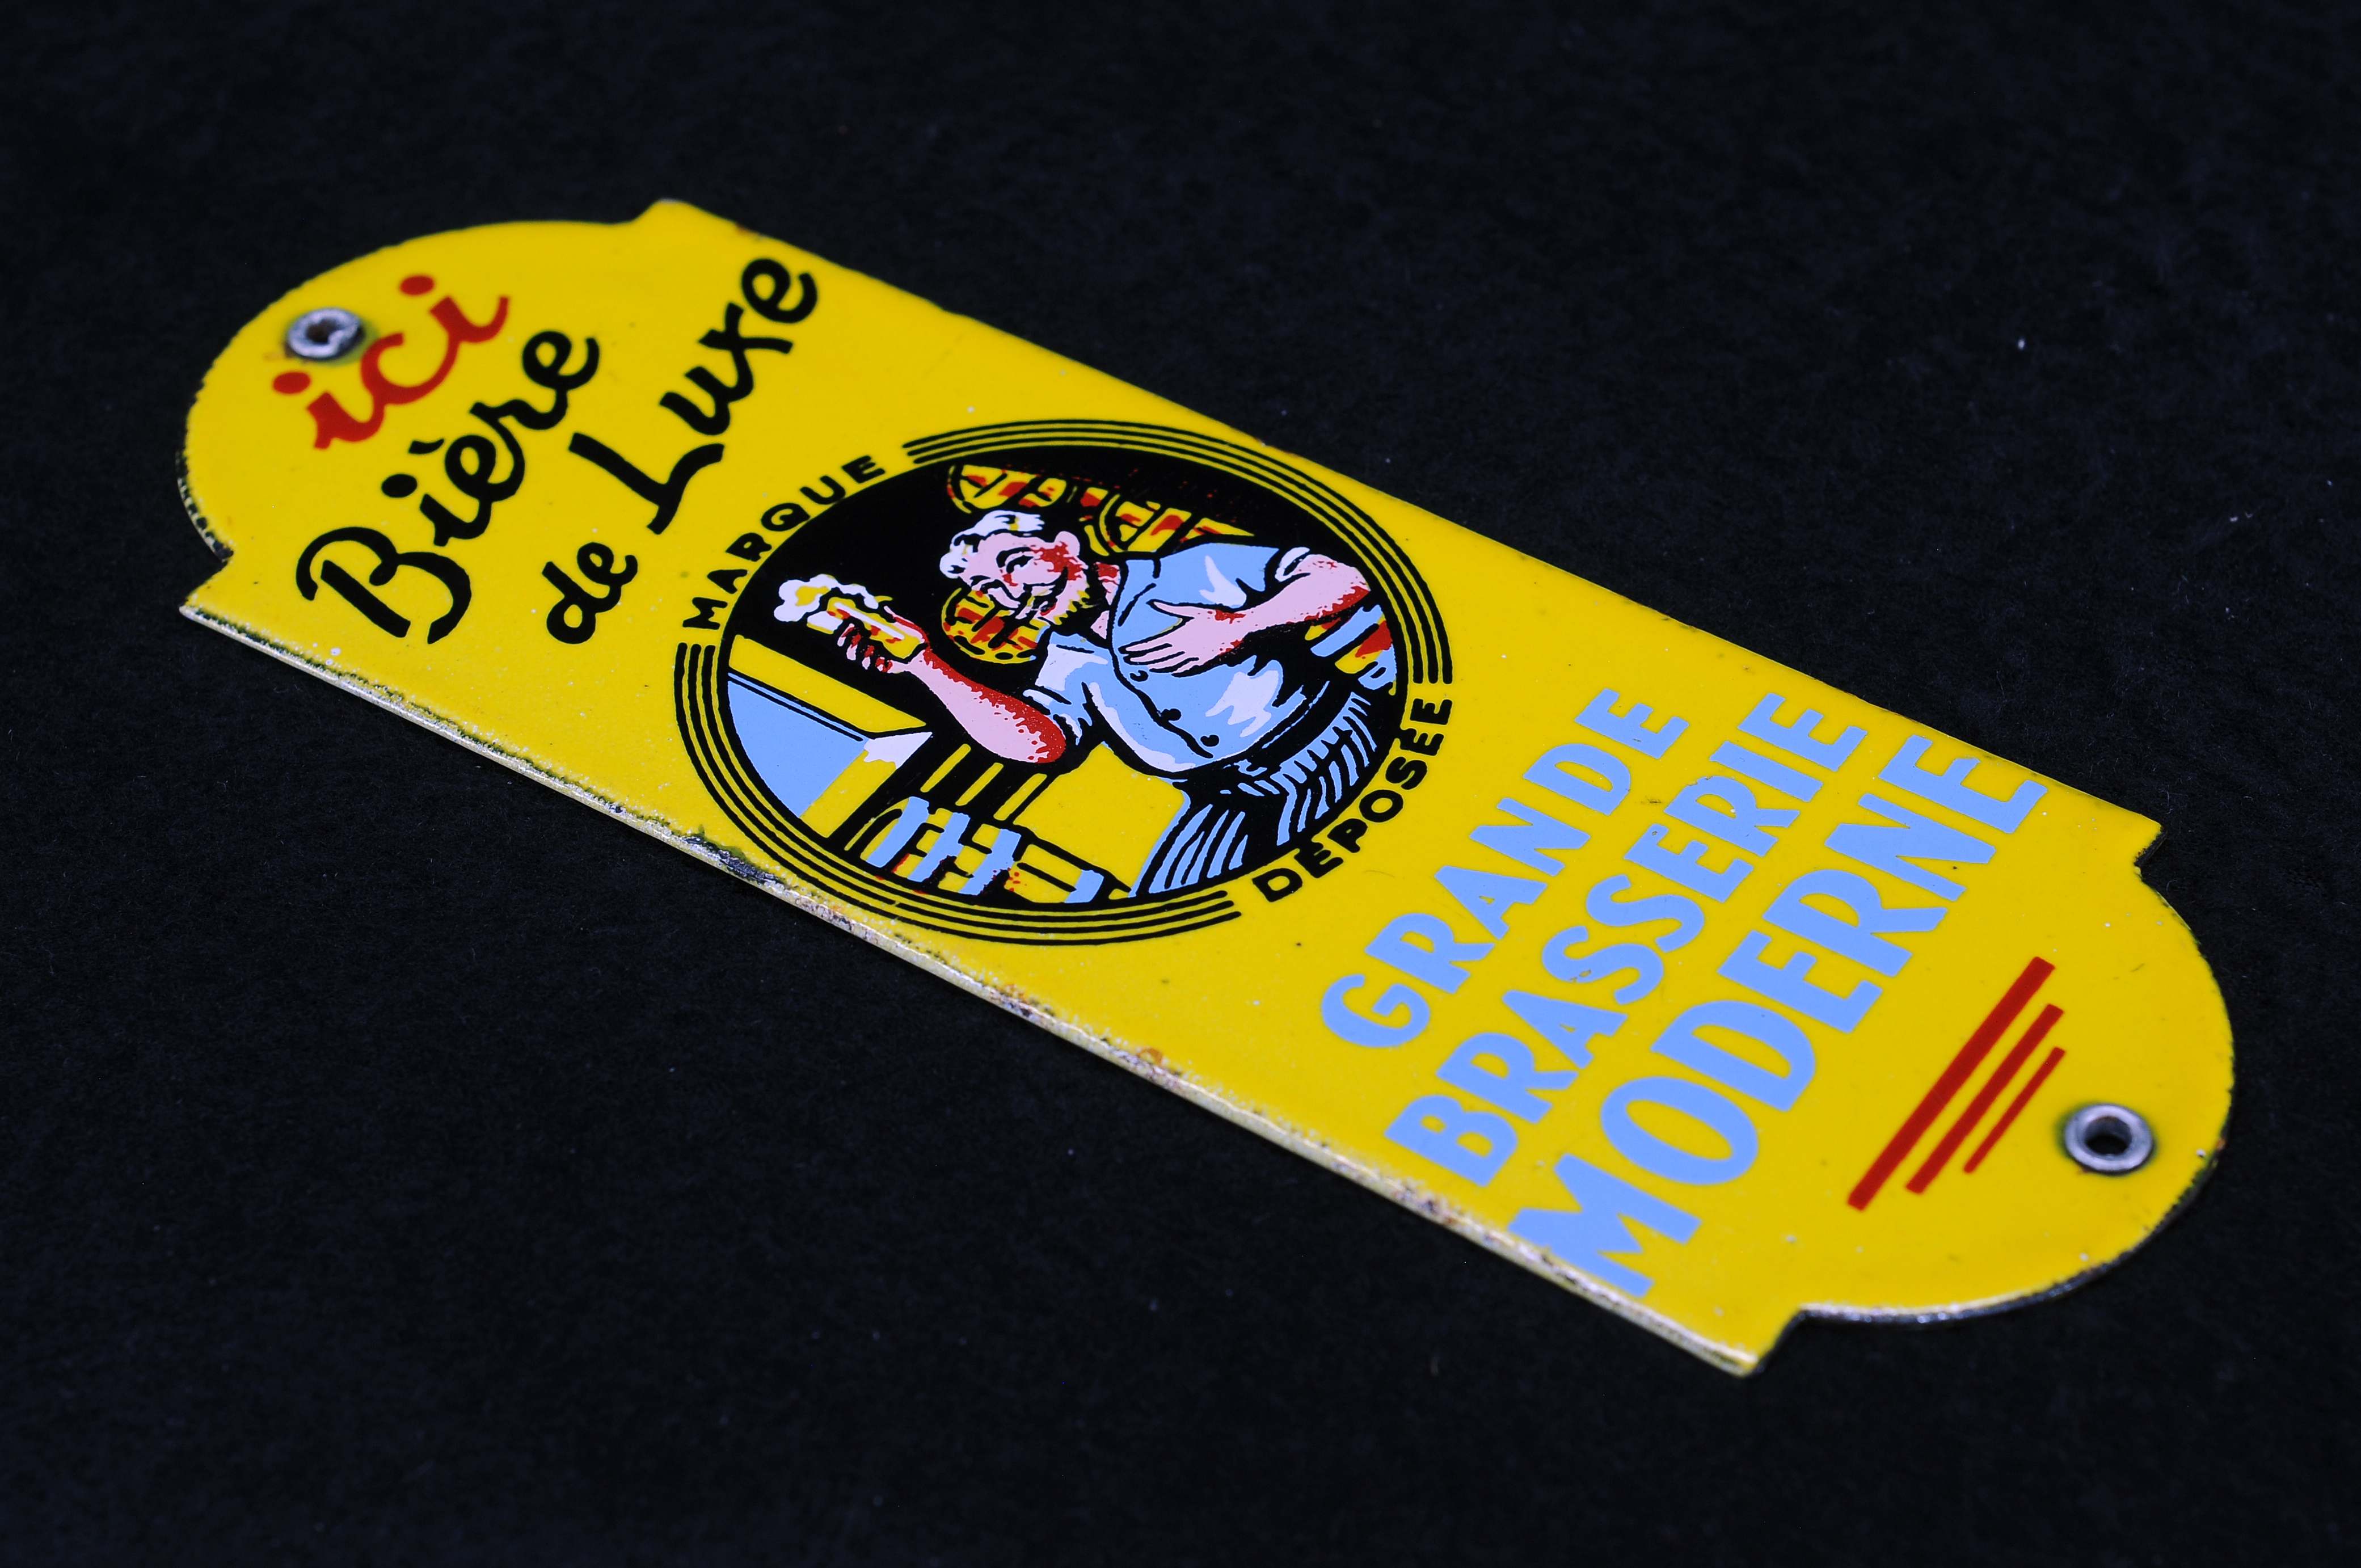 ici
Bière
de Luxe
MARQUE
DÉPOSÉE
GRANDE
BRASSERIE
MODERNE